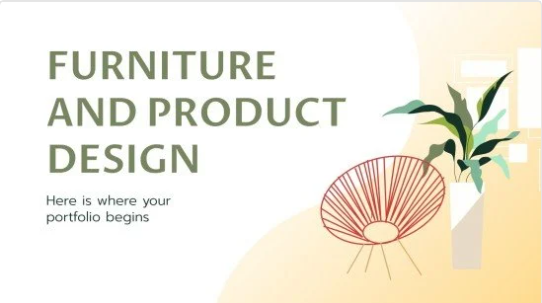 FURNITURE
AND PRODUCT
DESIGN
Here is where your
portfolio begins